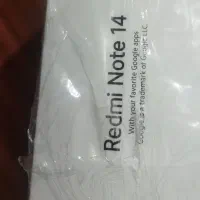 Redmi Note 14
With your favorite Google apps
Google is a trademark of Google LLC.